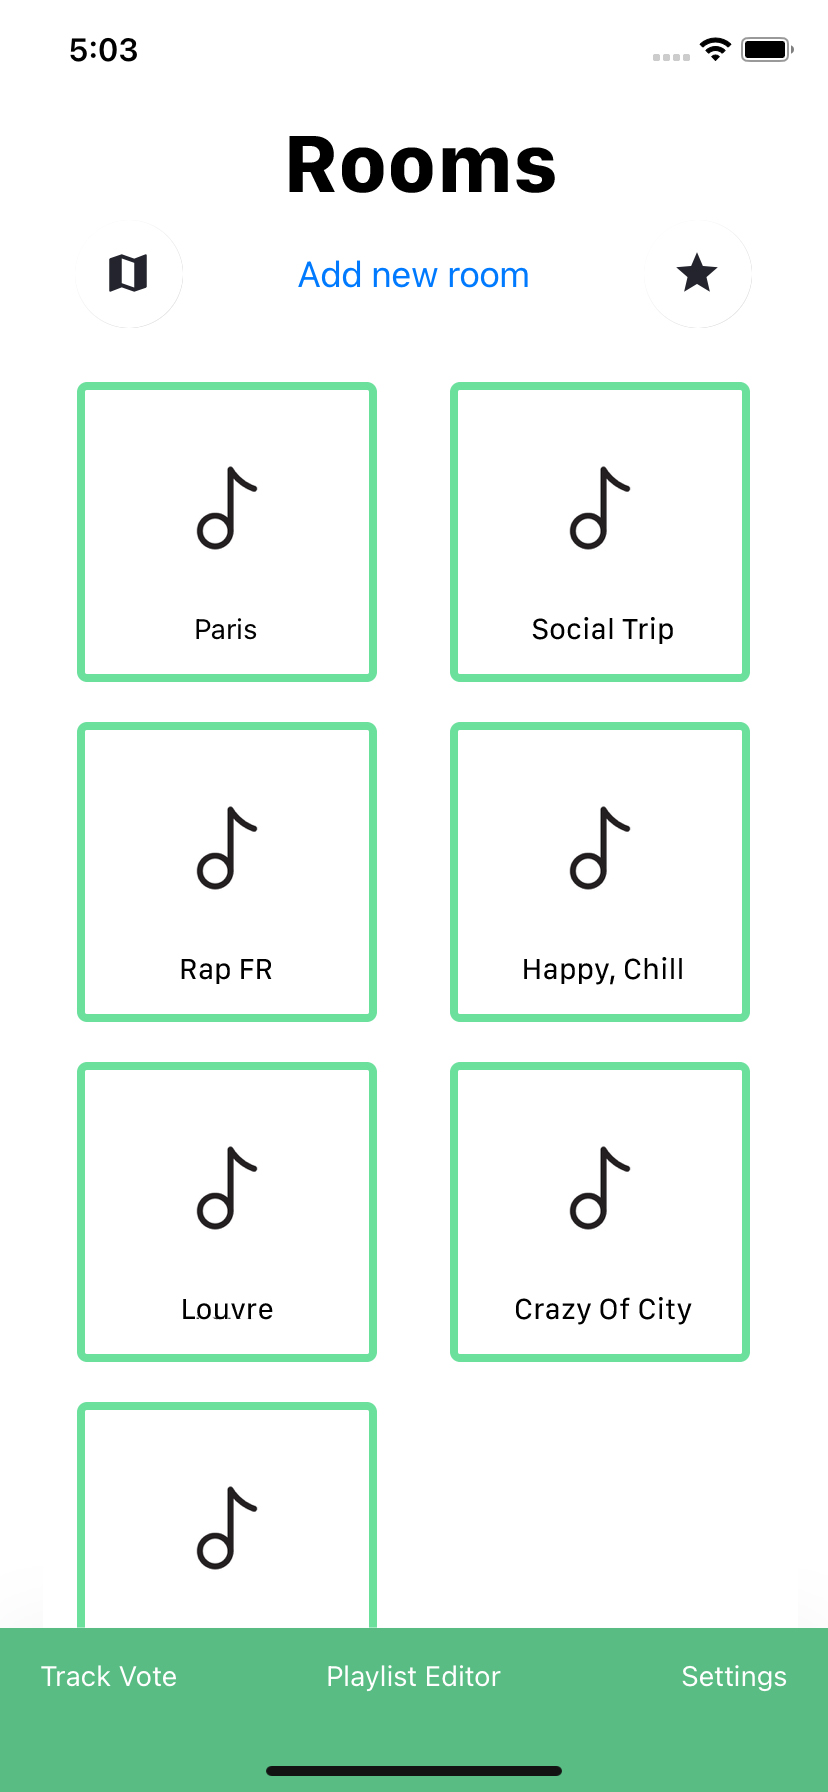 5:03
Rooms
Add new room
Paris
Social Trip
Rap FR
Happy, Chill
Louvre
Crazy Of City
Track Vote
Playlist Editor
Settings